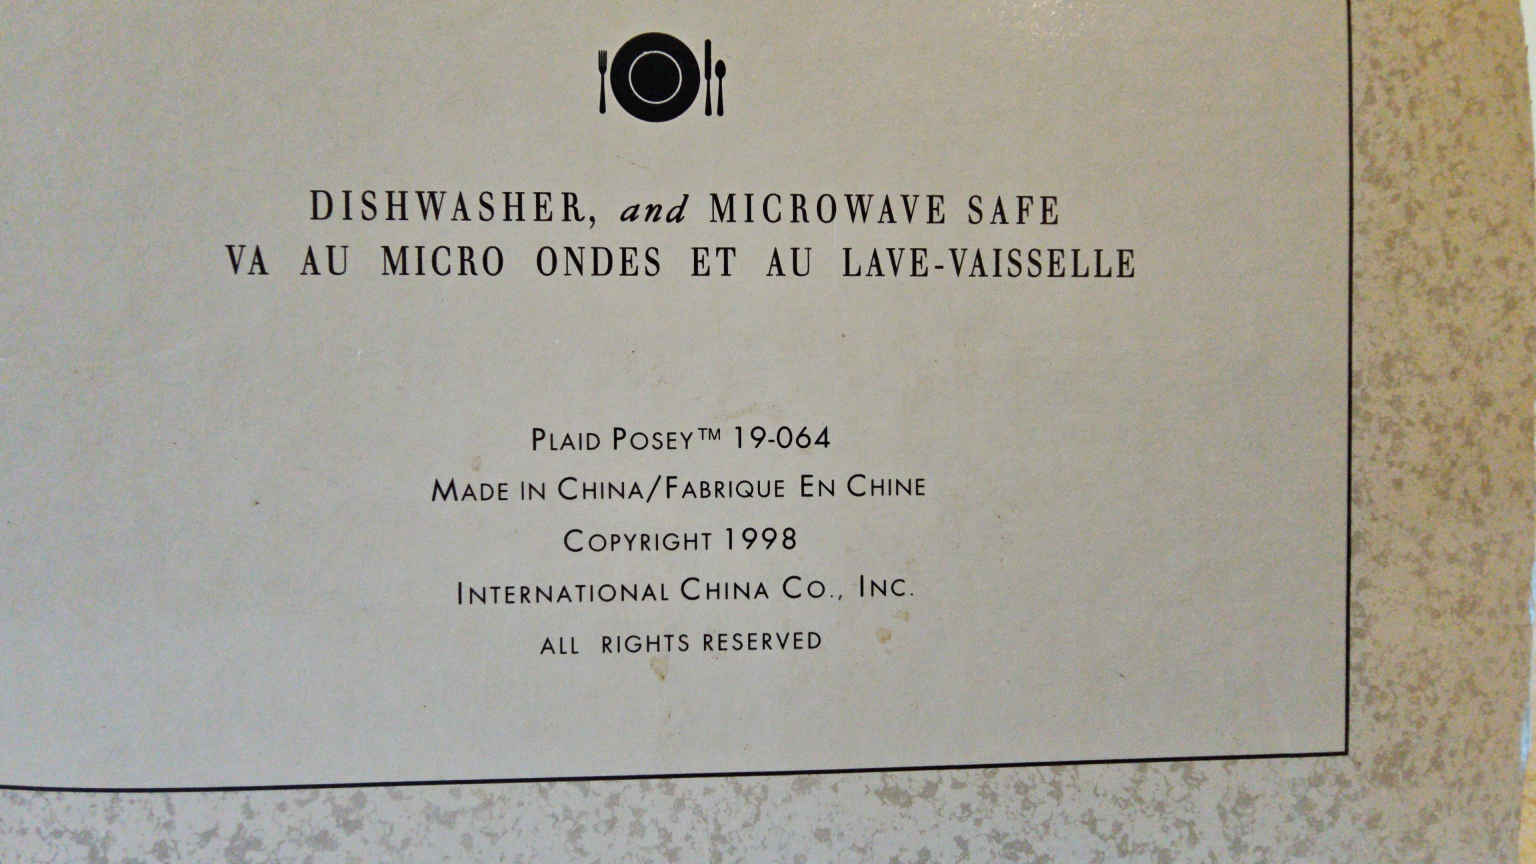 DISHWASHER, and MICROWAVE SAFE
VA AU MICRO ONDES ET AU LAVE-VAISSELLE
PLAID POSEY™ 19-064
MADE IN CHINA/FABRIQUE EN CHINE
COPYRIGHT 1998
INTERNATIONAL CHINA CO., INC.
ALL RIGHTS RESERVED